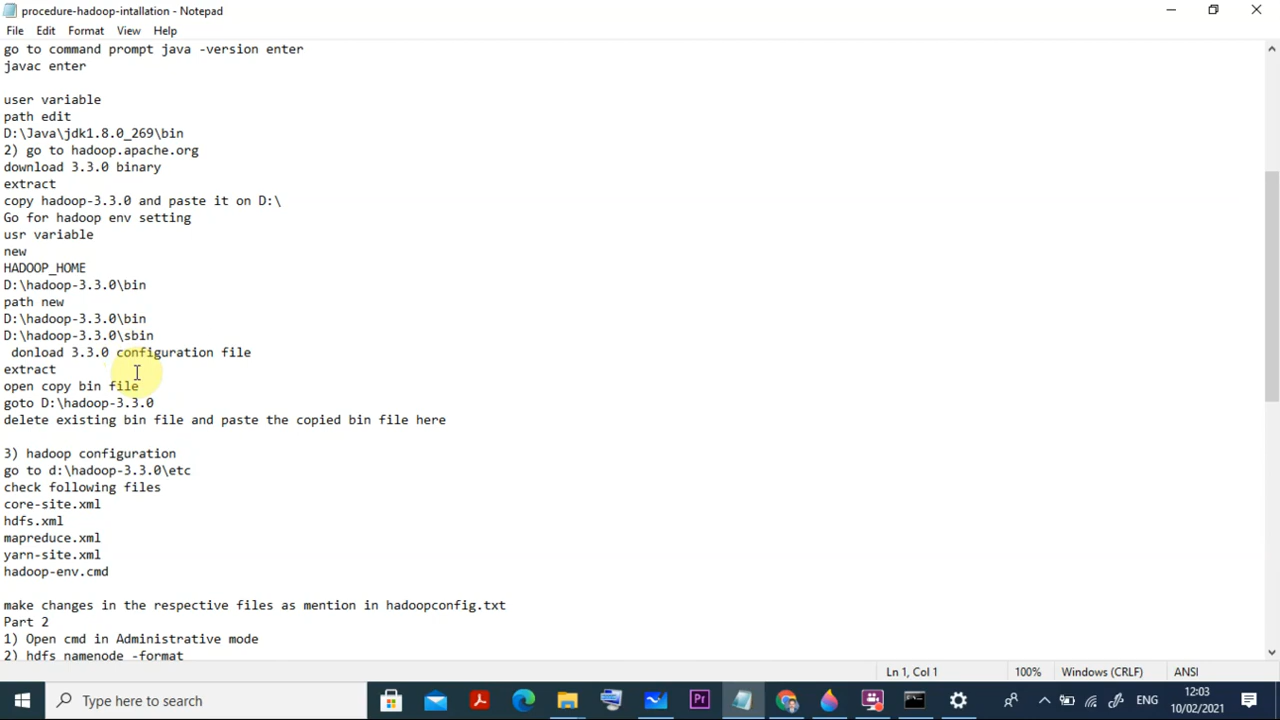 procedure-hadoop-intallation - Notepad
File Edit Format View Help
go to command prompt java -version enter
javac enter
user variable
path edit
D:\Java\jdk1.8.0_269\bin
2) go to hadoop.apache.org
download 3.3.0 binary
extract
copy hadoop-3.3.0 and paste it on D:\
Go for hadoop env setting
usr variable
new
HADOOP_HOME
D:\hadoop-3.3.0\bin
path new
D:\hadoop-3.3.0\bin
D:\hadoop-3.3.0\sbin
donload 3.3.0 configuration file
extract
open copy bin file
goto D:\hadoop-3.3.0
delete existing bin file and paste the copied bin file here
3) hadoop configuration
go to d:\hadoop-3.3.0\etc
check following files
core-site.xml
hdfs.xml
mapreduce.xml
yarn-site.xml
hadoop-env.cmd
make changes in the respective files as mention in hadoopconfig.txt
Part 2
1) Open cmd in Administrative mode
2) hdfs namenode -format
Ln 1, Col 1 100% Windows (CRLF) ANSI
Type here to search Pr ENG 12:03
10/02/2021